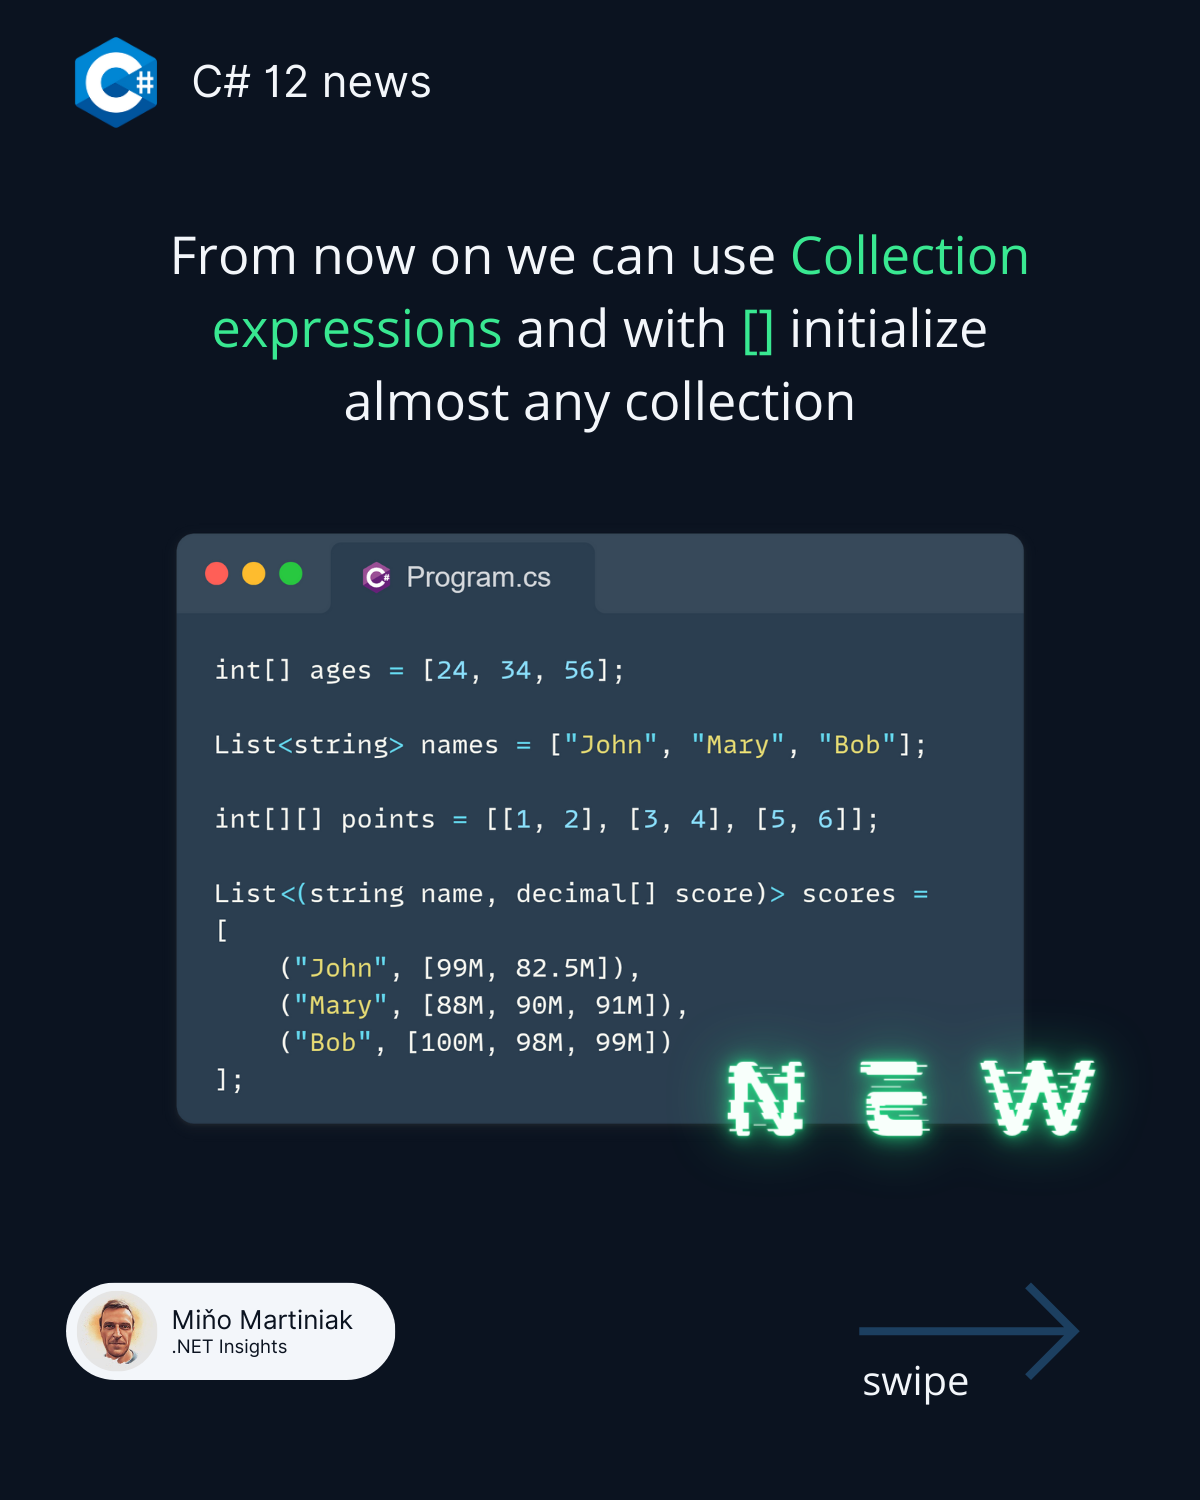 C# 12 news
From now on we can use Collection
expressions and with [] initialize
almost any collection
Program.cs
int[] ages = [24, 34, 56];
List<string> names = ["John", "Mary", "Bob"];
int[][] points = [[1, 2], [3, 4], [5, 6]];
List<(string name, decimal[] score)> scores =
[
    ("John", [99M, 82.5M]),
    ("Mary", [88M, 90M, 91M]),
    ("Bob", [100M, 98M, 99M])
];
NEW
Miňo Martiniak
.NET Insights
swipe